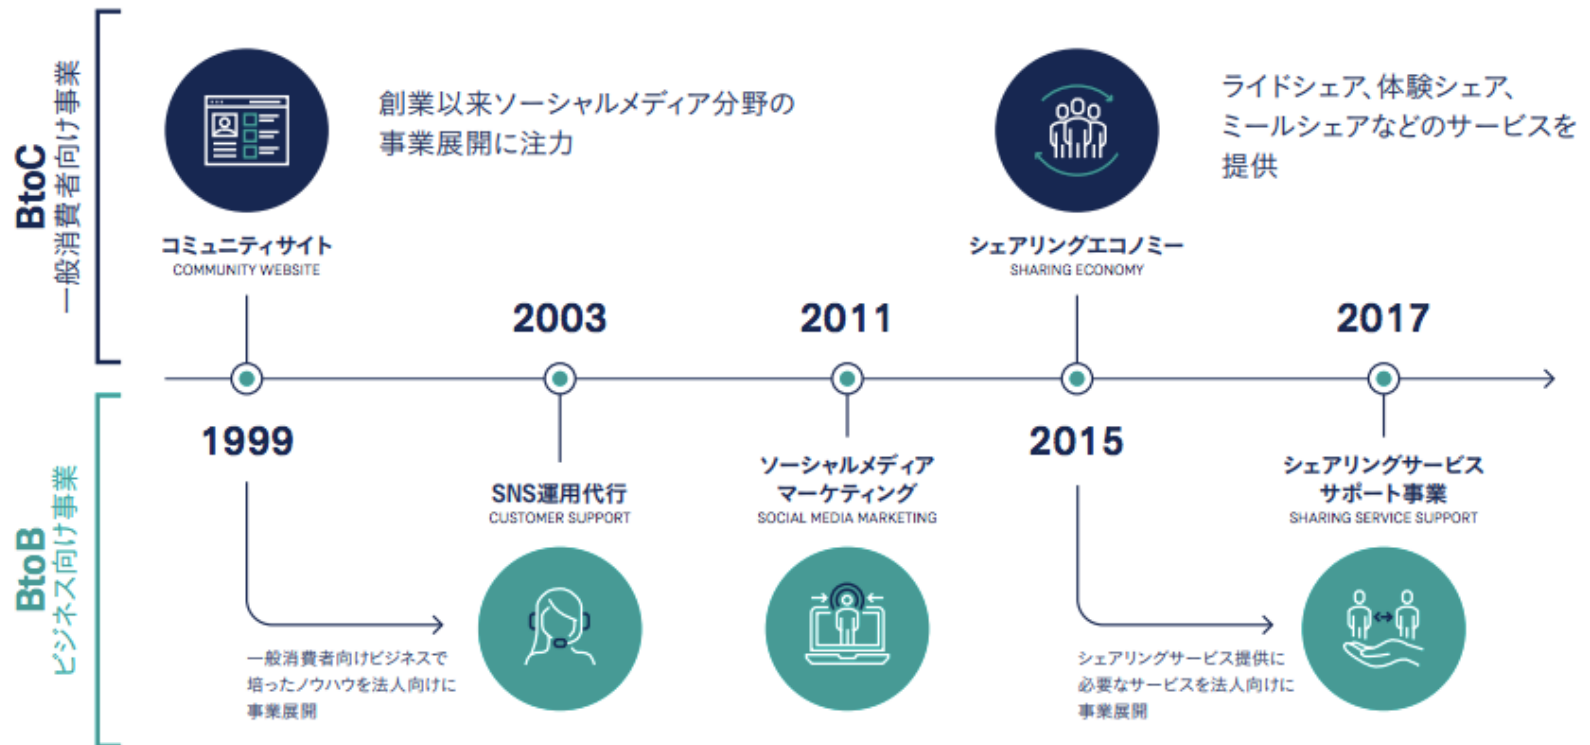 BtoC
一般消費者向け事業
創業以来ソーシャルメディア分野の
事業展開に注力
コミュニティサイト
COMMUNITY WEBSITE
ライドシェア、体験シェア、
ミールシェアなどのサービスを
提供
シェアリングエコノミー
SHARING ECONOMY
2003
2011
2017
BtoB
ビジネス向け事業
1999
2015
SNS運用代行
CUSTOMER SUPPORT
ソーシャルメディア
マーケティング
SOCIAL MEDIA MARKETING
シェアリングサービス
サポート事業
SHARING SERVICE SUPPORT
一般消費者向けビジネスで
培ったノウハウを法人向けに
事業展開
シェアリングサービス提供に
必要なサービスを法人向けに
事業展開